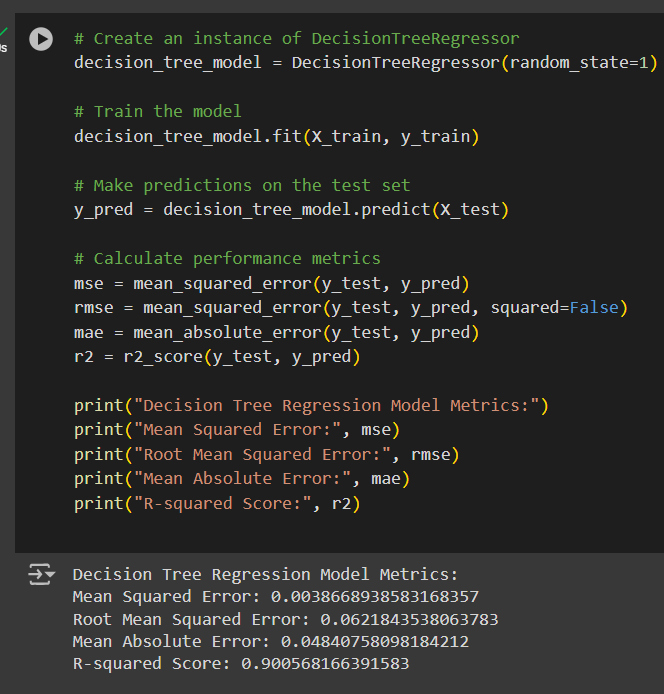 # Create an instance of DecisionTreeRegressor
decision_tree_model = DecisionTreeRegressor(random_state=1)
# Train the model
decision_tree_model.fit(X_train, y_train)
# Make predictions on the test set
y_pred = decision_tree_model.predict(X_test)
# Calculate performance metrics
mse = mean_squared_error(y_test, y_pred)
rmse = mean_squared_error(y_test, y_pred, squared=False)
mae = mean_absolute_error(y_test, y_pred)
r2 = r2_score(y_test, y_pred)
print("Decision Tree Regression Model Metrics:")
print("Mean Squared Error:", mse)
print("Root Mean Squared Error:", rmse)
print("Mean Absolute Error:", mae)
print("R-squared Score:", r2)
Decision Tree Regression Model Metrics:
Mean Squared Error: 0.0038668938583168357
Root Mean Squared Error: 0.0621843538063783
Mean Absolute Error: 0.04840758098184212
R-squared Score: 0.900568166391583